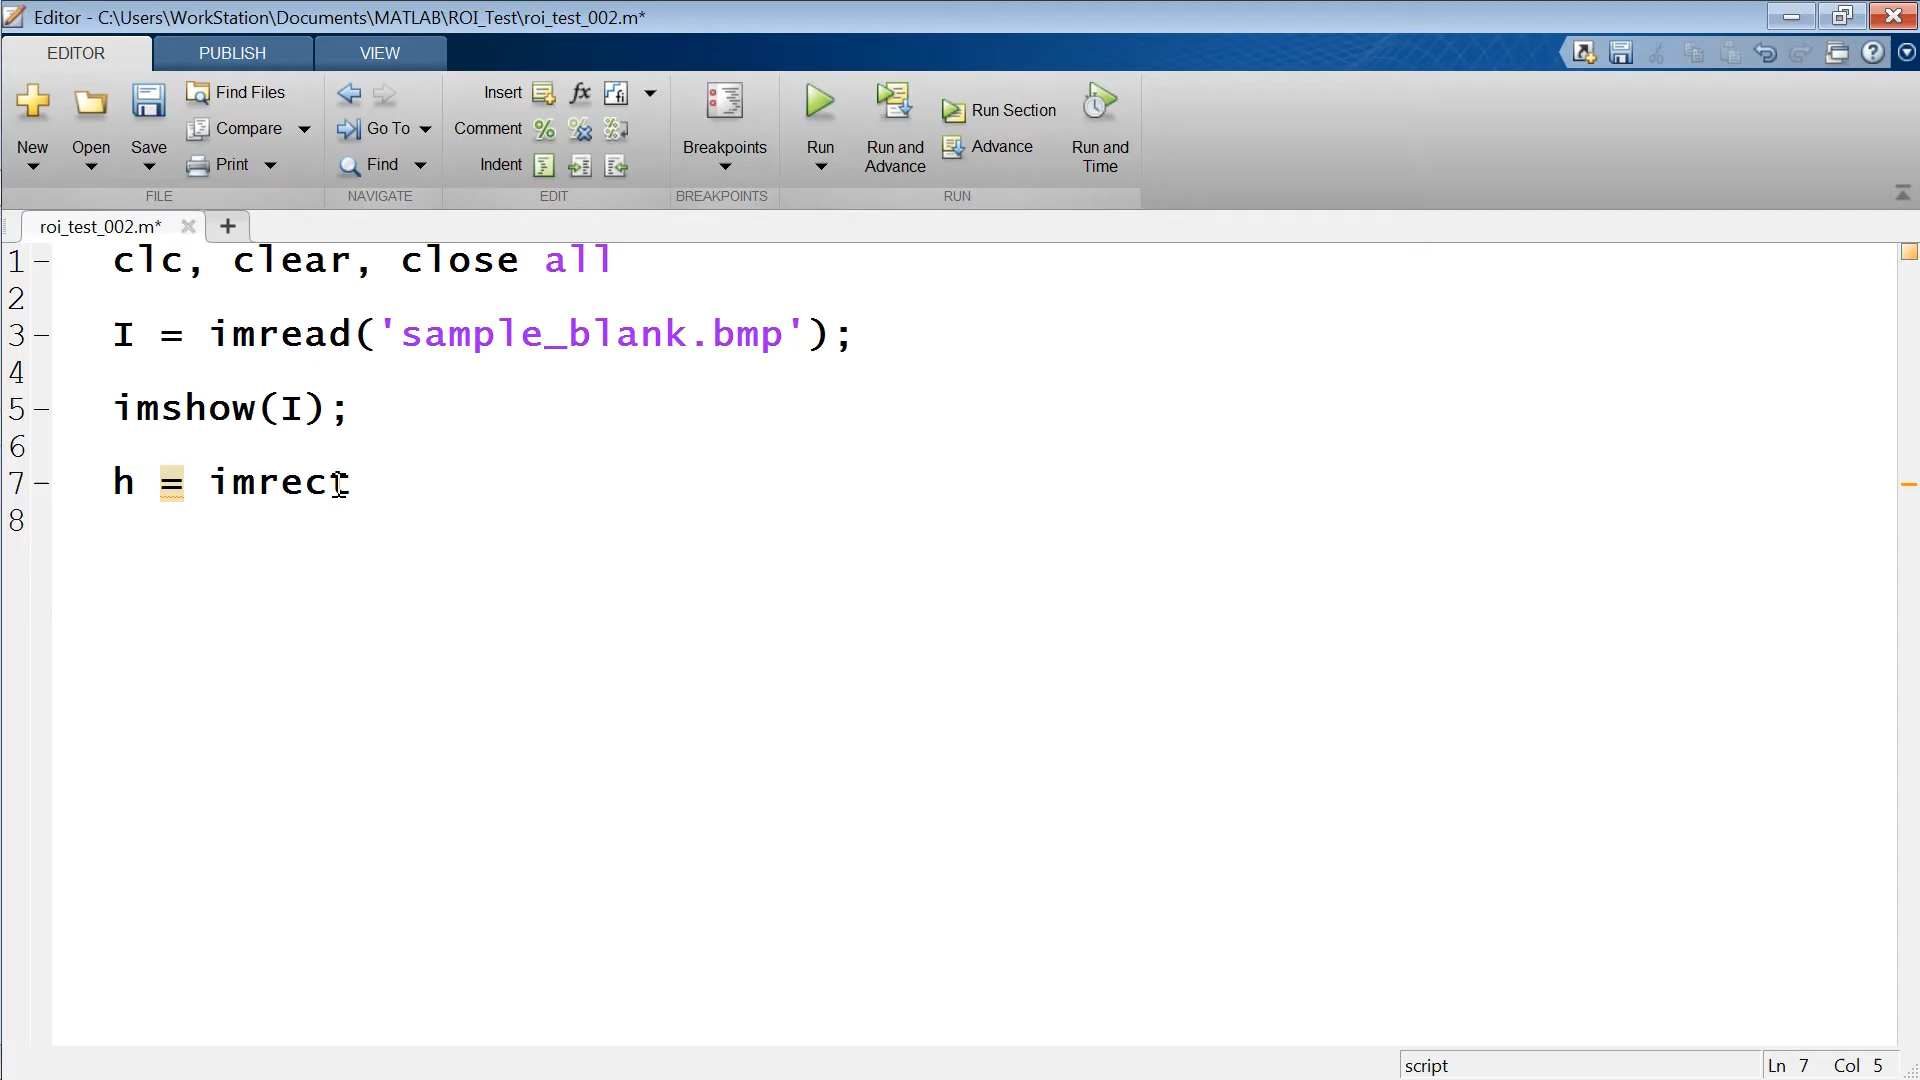 Editor - C:\Users\WorkStation\Documents\MATLAB\ROI_Test\roi_test_002.m*
EDITOR PUBLISH VIEW
New Open Save Find Files Compare Print
FILE
Go To Find
NAVIGATE
Insert fx fi
Comment
Indent
EDIT
Breakpoints
BREAKPOINTS
Run Run and Advance Run Section Advance Run and Time
RUN
roi_test_002.m*
1 clc, clear, close all
2
3 I = imread('sample_blank.bmp');
4
5 imshow(I);
6
7 h = imrect
8
script Ln 7 Col 5